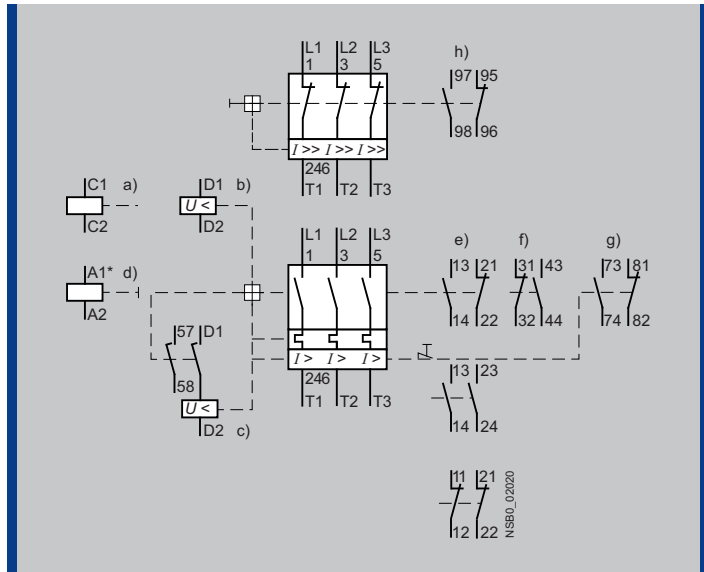 L1 L2 L3 h)
1 3 5 97 95
98 96
I >> I >> I >>
246
T1 T2 T3
C1 a) D1 b)
U <
C2 D2
L1 L2 L3 e) f) g)
1 3 5 13 21 31 43 73 81
A1* d)
A2 14 22 32 44 74 82
57 D1
I > I > I >
58 246 13 23
U < T1 T2 T3
D2 c) 14 24
11 21
12 22
NSB0_02020